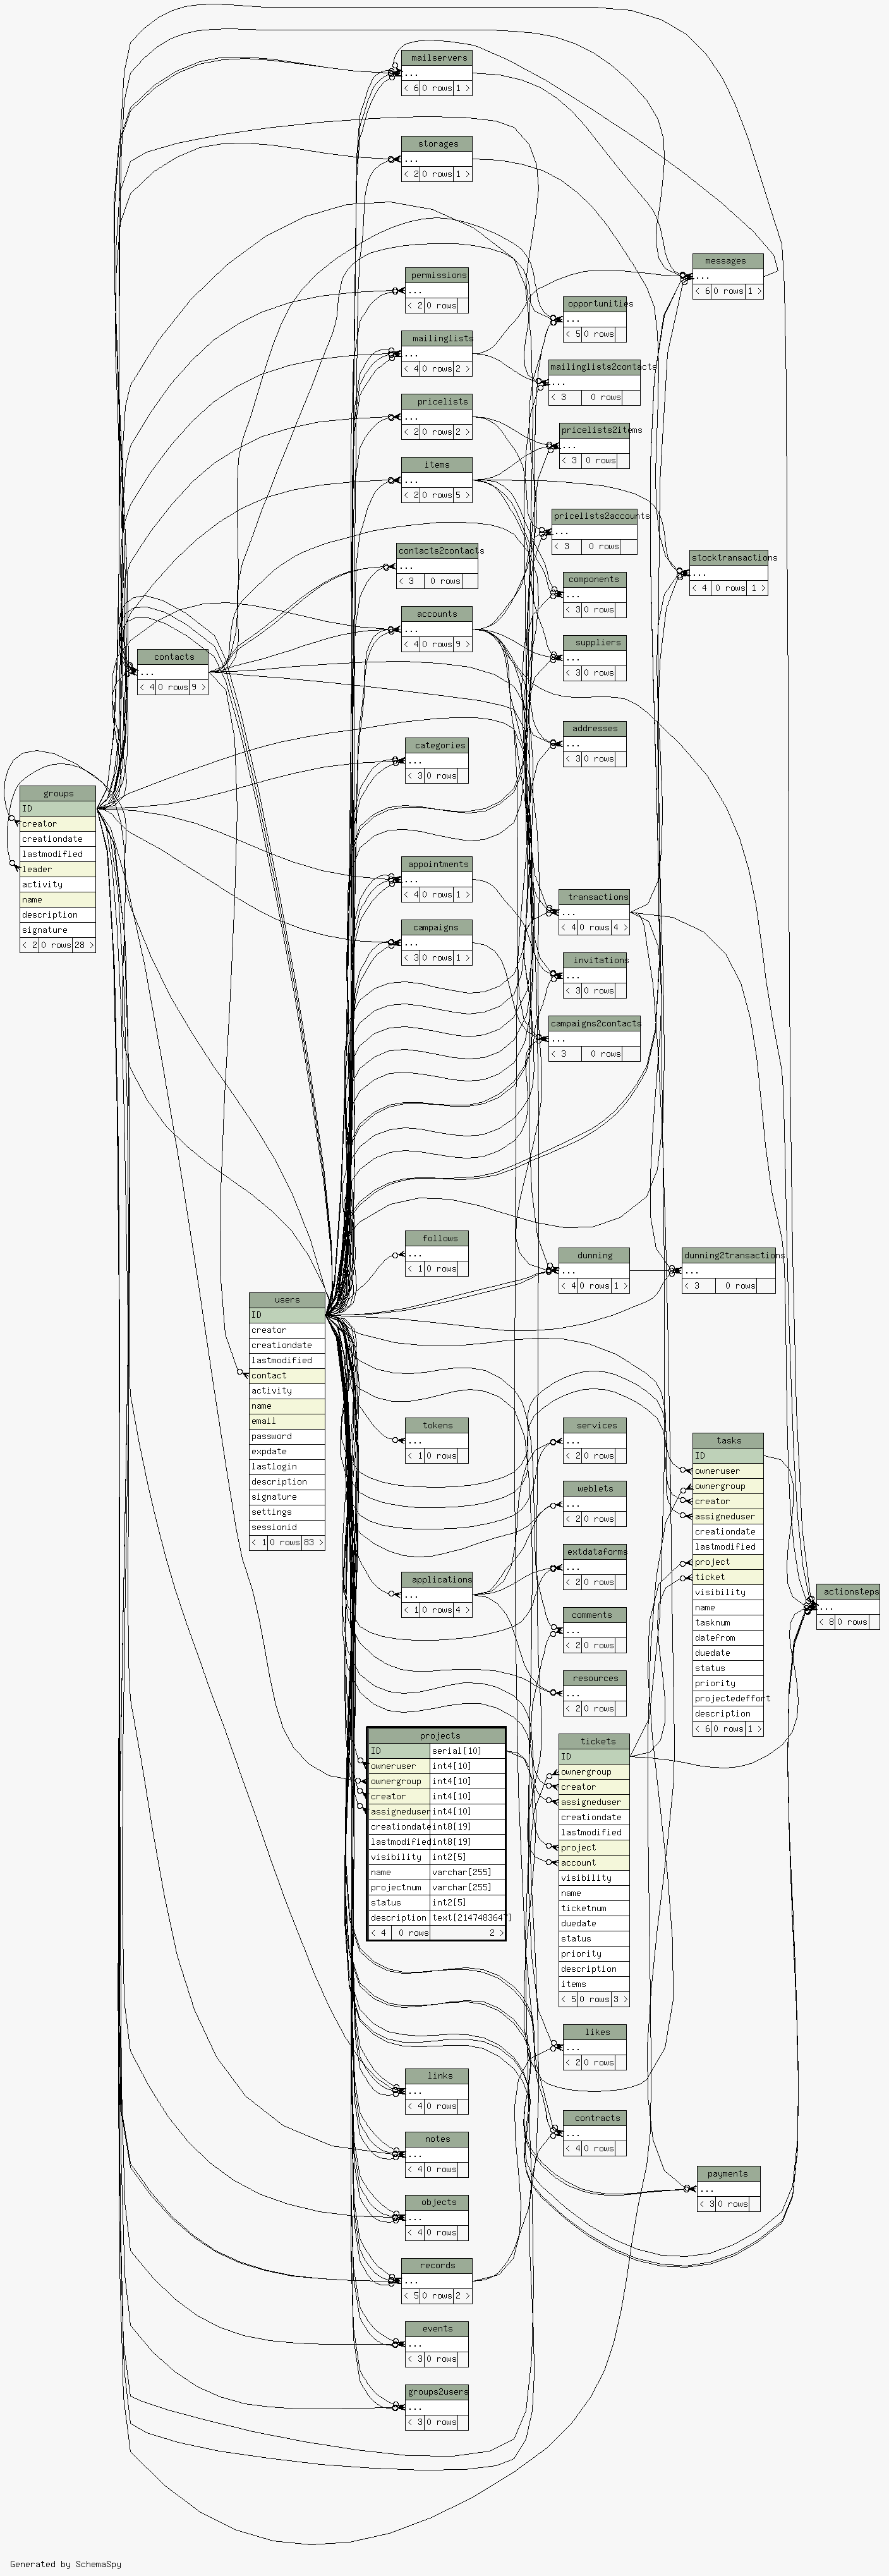 mailservers
...
< 6 0 rows 1 >
storages
...
< 2 0 rows 1 >
messages
...
< 6 0 rows 1 >
permissions
...
< 2 0 rows
opportunities
...
< 5 0 rows
mailinglists
...
< 4 0 rows 2 >
mailinglists2contacts
...
< 3 0 rows
pricelists
...
< 2 0 rows 2 >
pricelists2items
...
< 3 0 rows
items
...
< 2 0 rows 5 >
pricelists2accounts
...
< 3 0 rows
contacts2contacts
...
< 3 0 rows
stocktransactions
...
< 4 0 rows 1 >
components
...
< 3 0 rows
accounts
...
< 4 0 rows 9 >
suppliers
...
< 3 0 rows
contacts
...
< 4 0 rows 9 >
addresses
...
< 3 0 rows
categories
...
< 3 0 rows
groups
ID
creator
creationdate
lastmodified
leader
activity
name
description
signature
< 2 0 rows 28 >
appointments
...
< 4 0 rows 1 >
transactions
...
< 4 0 rows 4 >
campaigns
...
< 3 0 rows 1 >
invitations
...
< 3 0 rows
campaigns2contacts
...
< 3 0 rows
follows
...
< 1 0 rows
dunning
...
< 4 0 rows 1 >
dunning2transactions
...
< 3 0 rows
users
ID
creator
creationdate
lastmodified
contact
activity
name
email
password
expdate
lastlogin
description
signature
settings
sessionid
< 1 0 rows 83 >
tokens
...
< 1 0 rows
services
...
< 2 0 rows
weblets
...
< 2 0 rows
extdataforms
...
< 2 0 rows
applications
...
< 1 0 rows 4 >
comments
...
< 2 0 rows
resources
...
< 2 0 rows
tasks
ID
owneruser
ownergroup
creator
assigneduser
creationdate
lastmodified
project
ticket
visibility
name
tasknum
datefrom
duedate
status
priority
projectedeffort
description
< 6 0 rows 1 >
actionsteps
...
< 8 0 rows
projects
ID serial[10]
owneruser int4[10]
ownergroup int4[10]
creator int4[10]
assigneduser int4[10]
creationdate int8[19]
lastmodified int8[19]
visibility int2[5]
name varchar[255]
projectnum varchar[255]
status int2[5]
description text[2147483647]
< 4 0 rows 2 >
tickets
ID
ownergroup
creator
assigneduser
creationdate
lastmodified
project
account
visibility
name
ticketnum
duedate
status
priority
description
items
< 5 0 rows 3 >
likes
...
< 2 0 rows
links
...
< 4 0 rows
contracts
...
< 4 0 rows
notes
...
< 4 0 rows
payments
...
< 3 0 rows
objects
...
< 4 0 rows
records
...
< 5 0 rows 2 >
events
...
< 3 0 rows
groups2users
...
< 3 0 rows
Generated by SchemaSpy